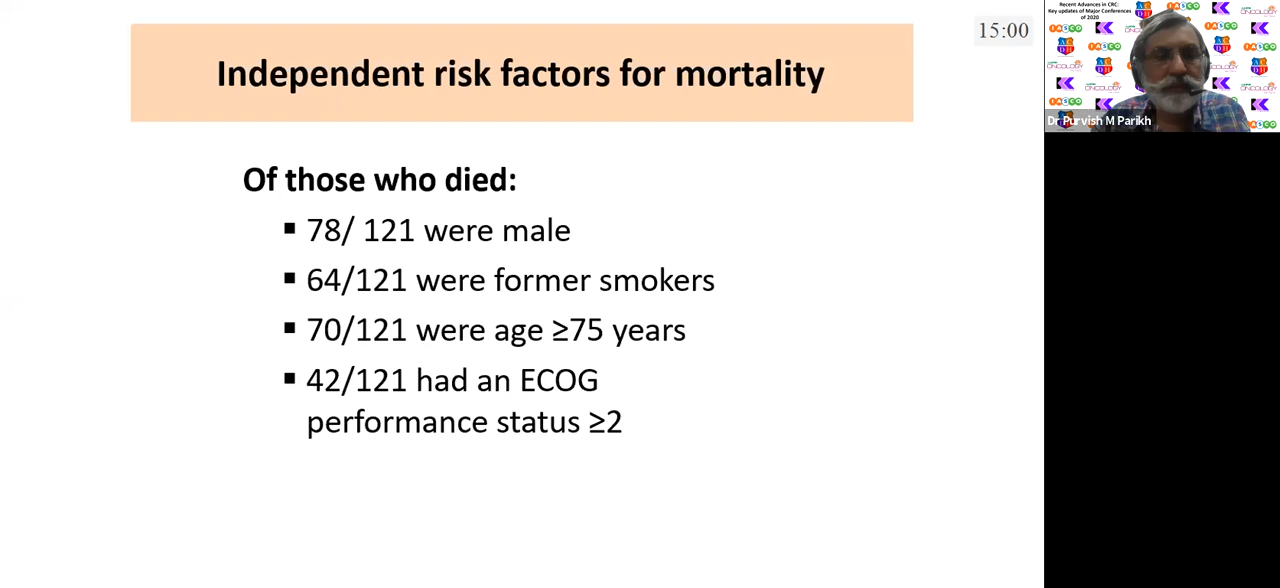 Independent risk factors for mortality
Of those who died:
▪ 78/ 121 were male
▪ 64/121 were former smokers
▪ 70/121 were age ≥75 years
▪ 42/121 had an ECOG
performance status ≥2
15:00
Recent Advances in CRC:
Key updates of Major Conferences
of 2020
IASCO
ONCOLOGY
Dr Purvish M Parikh